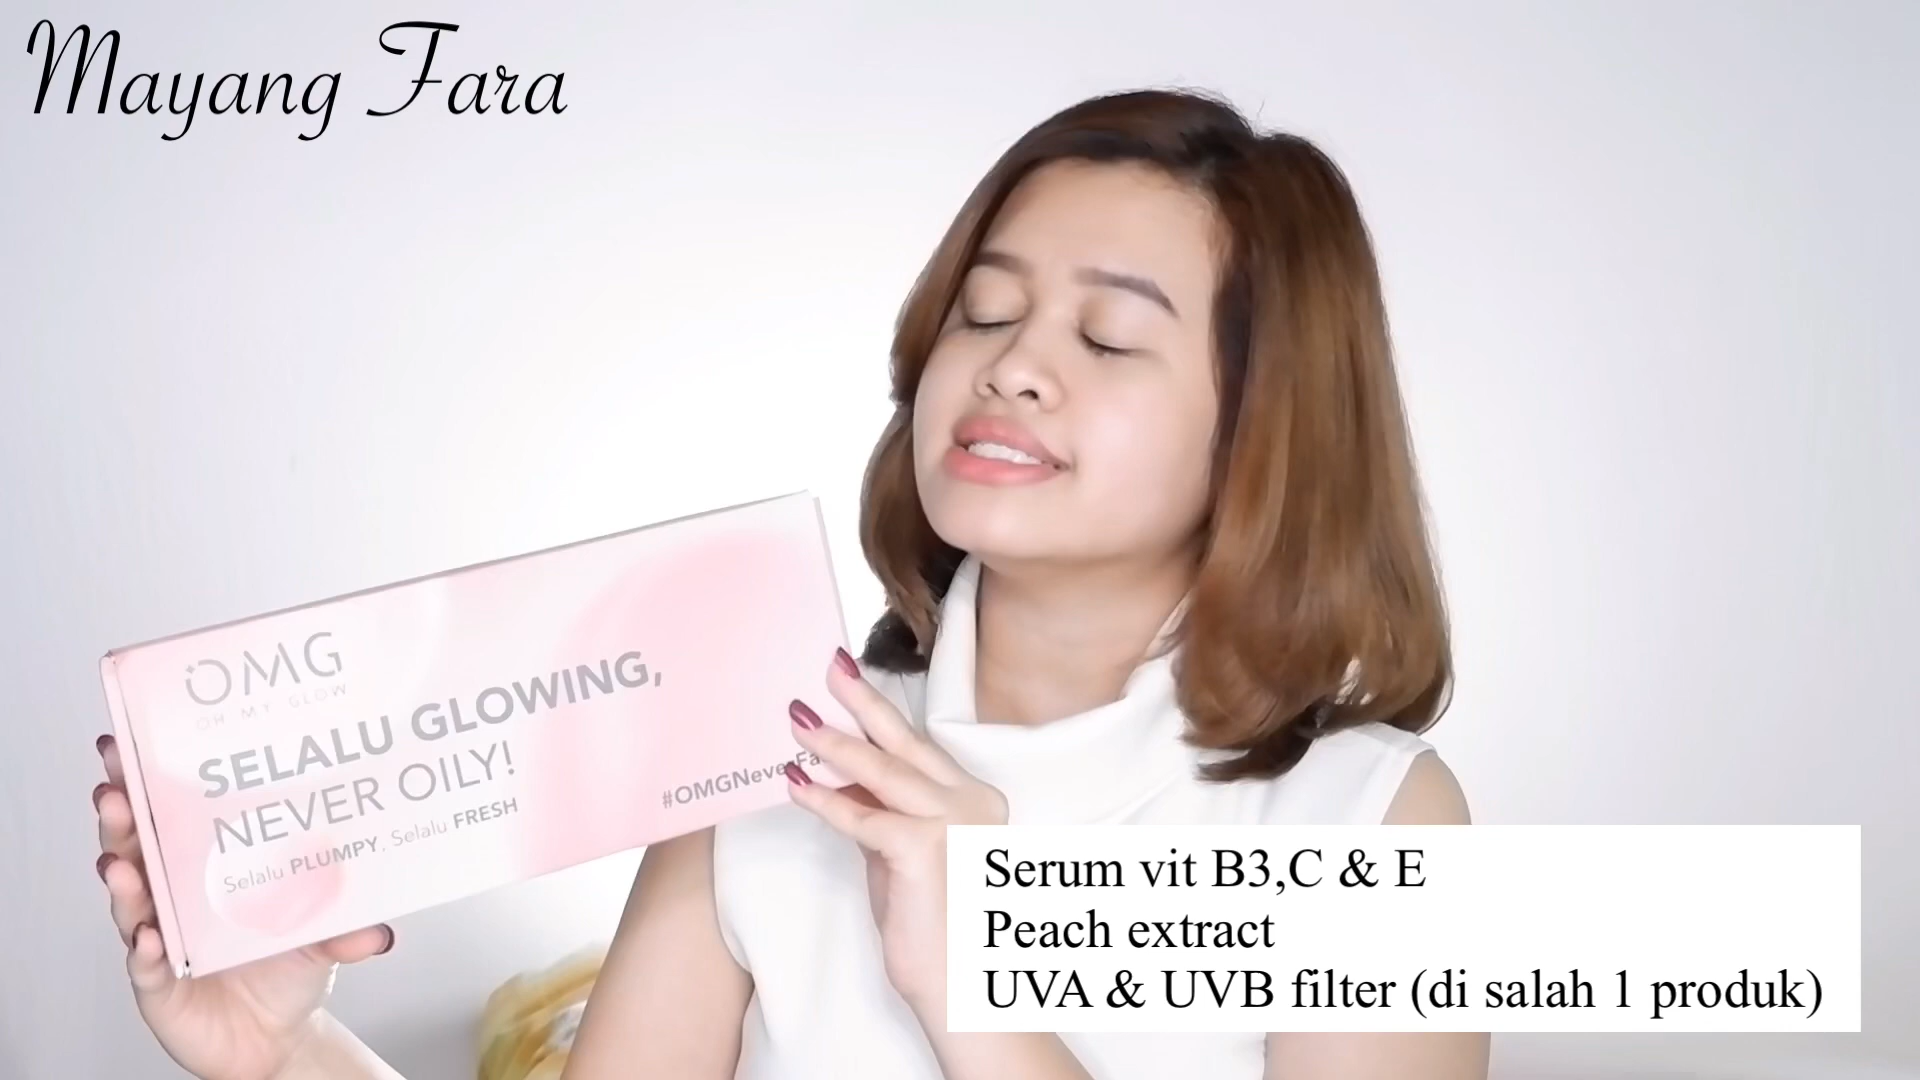 Mayang Fara
OMG
OH MY GLOW
SELALU GLOWING,
NEVER OILY!
Selalu PLUMPY, Selalu FRESH
Serum vit B3,C & E
Peach extract
UVA & UVB filter (di salah 1 produk)